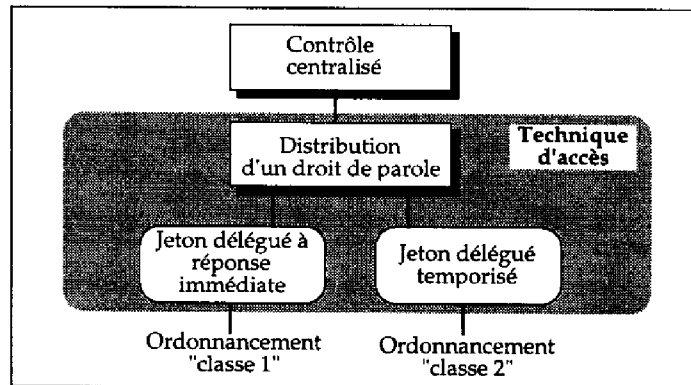 Contrôle
centralisé
Distribution
d'un droit de parole
Technique
d'accès
Jeton délégué à
réponse
immédiate
Jeton délégué
temporisé
Ordonnancement
"classe 1"
Ordonnancement
"classe 2"